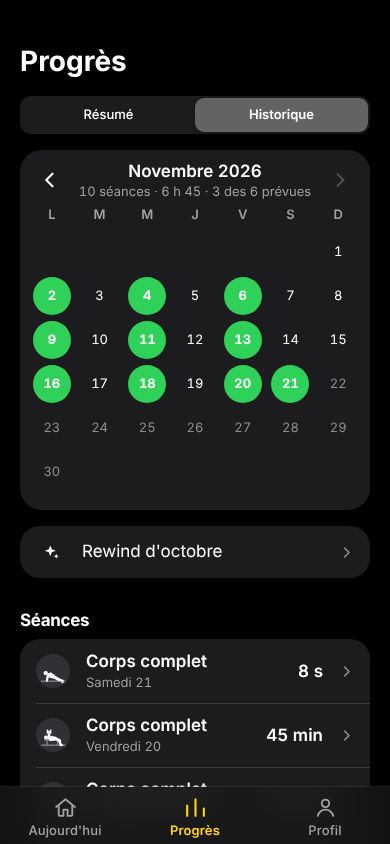 Progrès
Résumé Historique
Novembre 2026
10 séances · 6 h 45 · 3 des 6 prévues
L M M J V S D
1
2 3 4 5 6 7 8
9 10 11 12 13 14 15
16 17 18 19 20 21 22
23 24 25 26 27 28 29
30
Rewind d'octobre
Séances
Corps complet
8 s
Samedi 21
Corps complet
45 min
Vendredi 20
Corps complet
Aujourd'hui Progrès Profil